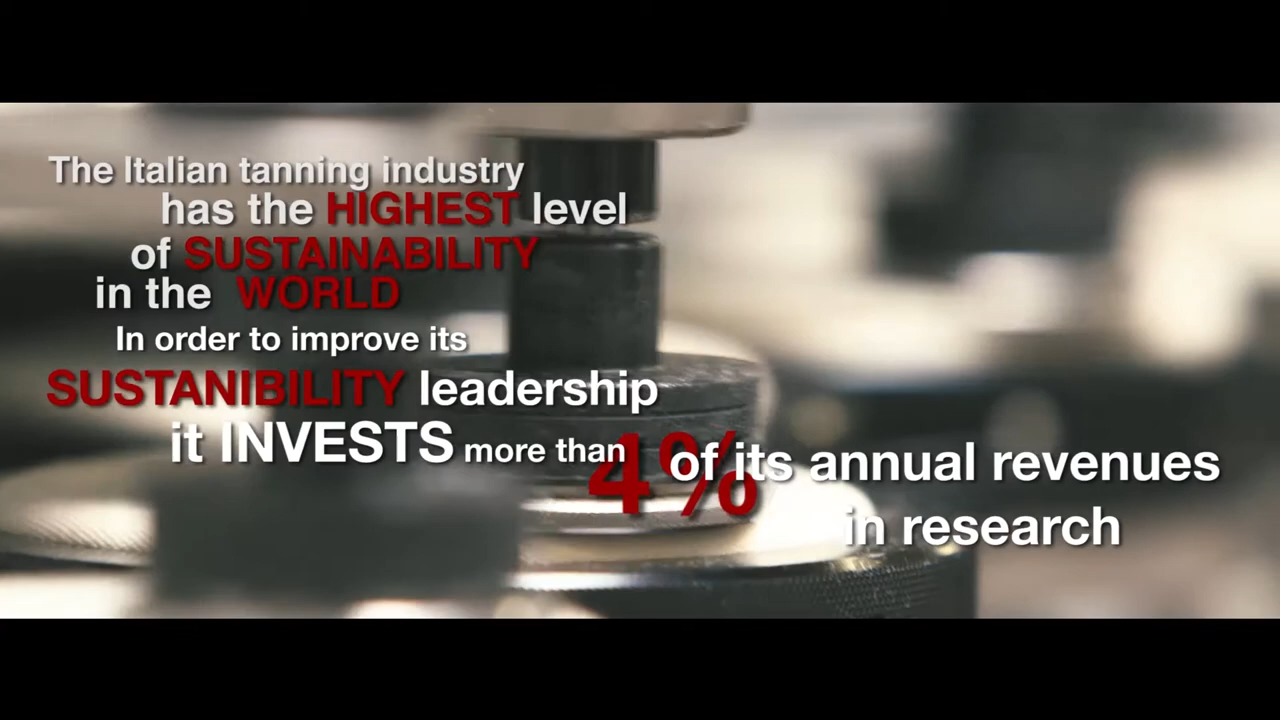 The Italian tanning industry
has the HIGHEST level
of SUSTAINABILITY
in the WORLD
In order to improve its
SUSTANIBILITY leadership
it INVESTS more than
4% of its annual revenues
in research